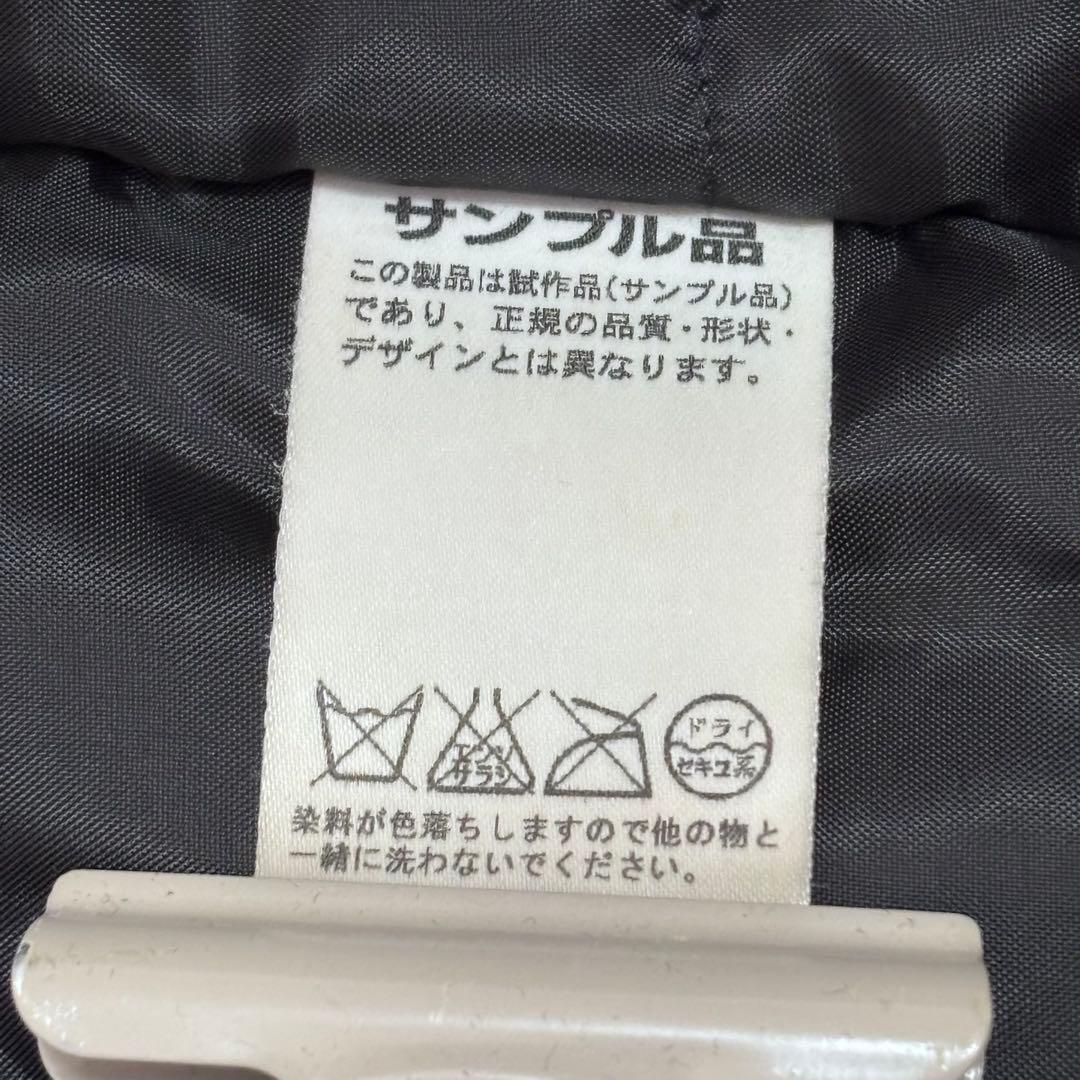 サンプル品
この製品は試作品(サンプル品)
であり、正規の品質・形状・
デザインとは異なります。
エンソ
サラシ
ドライ
セキユ系
染料が色落ちしますので他の物と
一緒に洗わないでください。